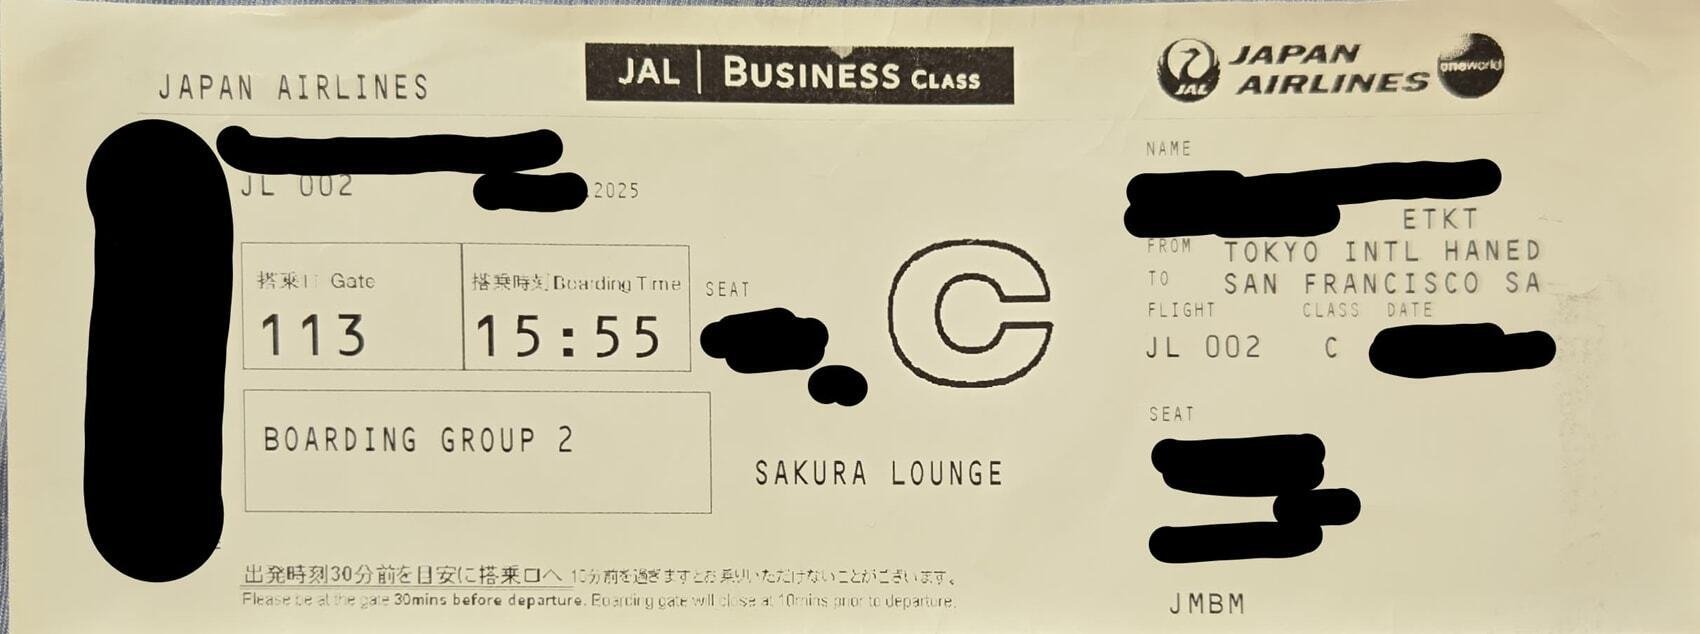 JAPAN AIRLINES
JAL | BUSINESS CLASS
JL 002 2025
搭乗口 Gate
113
搭乗時刻 Boarding Time
15:55
SEAT
C
BOARDING GROUP 2
SAKURA LOUNGE
出発時刻30分前を目安に搭乗口へ 10分前を過ぎますとお乗りいただけないことがございます。
Please be at the gate 30mins before departure. Boarding gate will close at 10mins prior to departure.
JAL
JAPAN
AIRLINES
oneworld
NAME
ETKT
FROM TOKYO INTL HANED
TO SAN FRANCISCO SA
FLIGHT CLASS DATE
JL 002 C
SEAT
JMBM